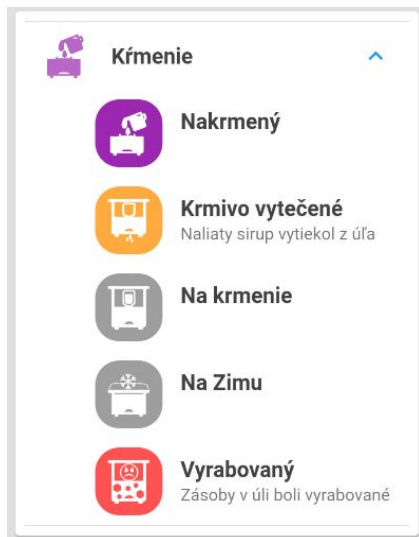 Kŕmenie
Nakrmený
Krmivo vytečené
Naliaty sirup vytiekol z úľa
Na krmenie
Na Zimu
Vyrabovaný
Zásoby v úli boli vyrabované